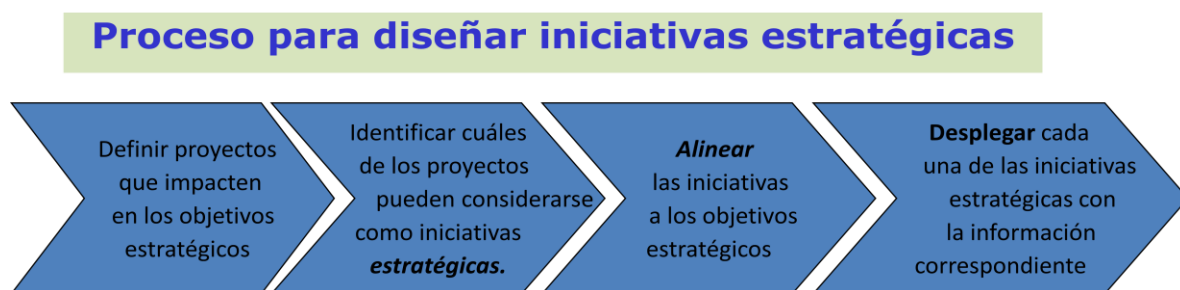 Proceso para diseñar iniciativas estratégicas
Definir proyectos
que impacten
en los objetivos
estratégicos
Identificar cuáles
de los proyectos
pueden considerarse
como iniciativas
estratégicas.
Alinear
las iniciativas
a los objetivos
estratégicos
Desplegar cada
una de las iniciativas
estratégicas con
la información
correspondiente